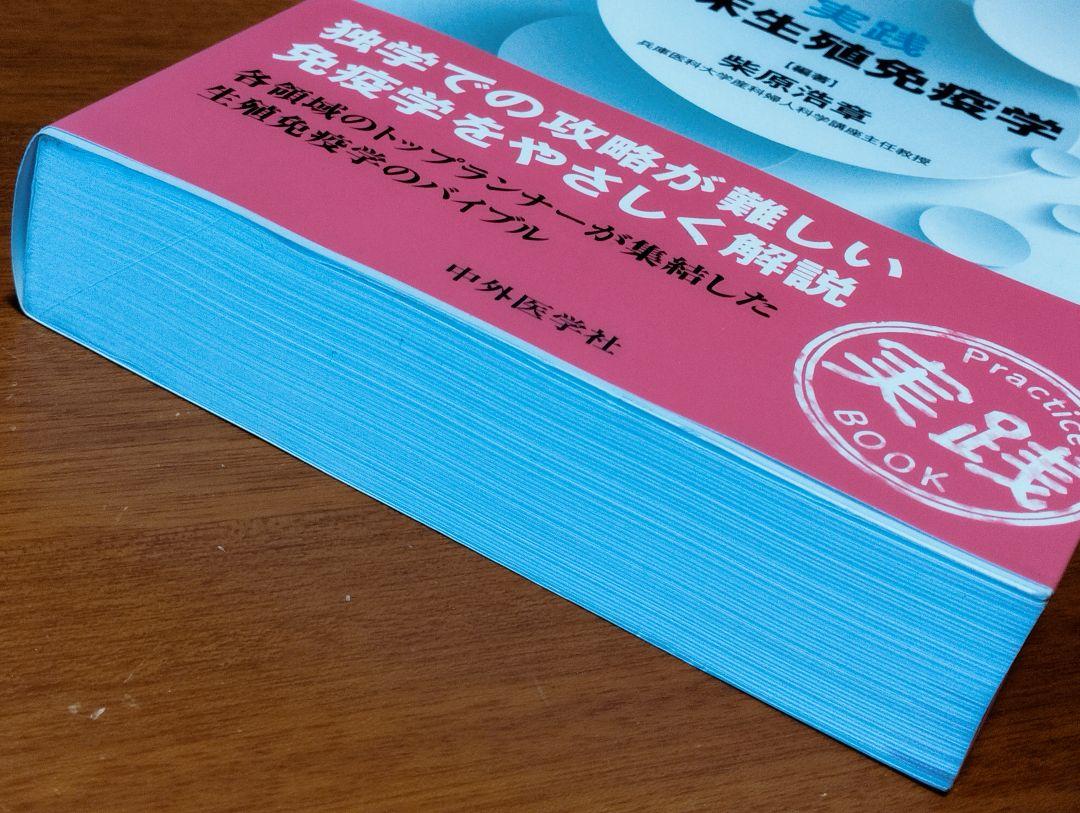 実践
床生殖免疫学
[編著]
柴原浩章
兵庫医科大学産科婦人科学講座主任教授
独学での攻略が難しい
免疫学をやさしく解説
各領域のトップランナーが集結した
生殖免疫学のバイブル
中外医学社
Practice
実践
BOOK